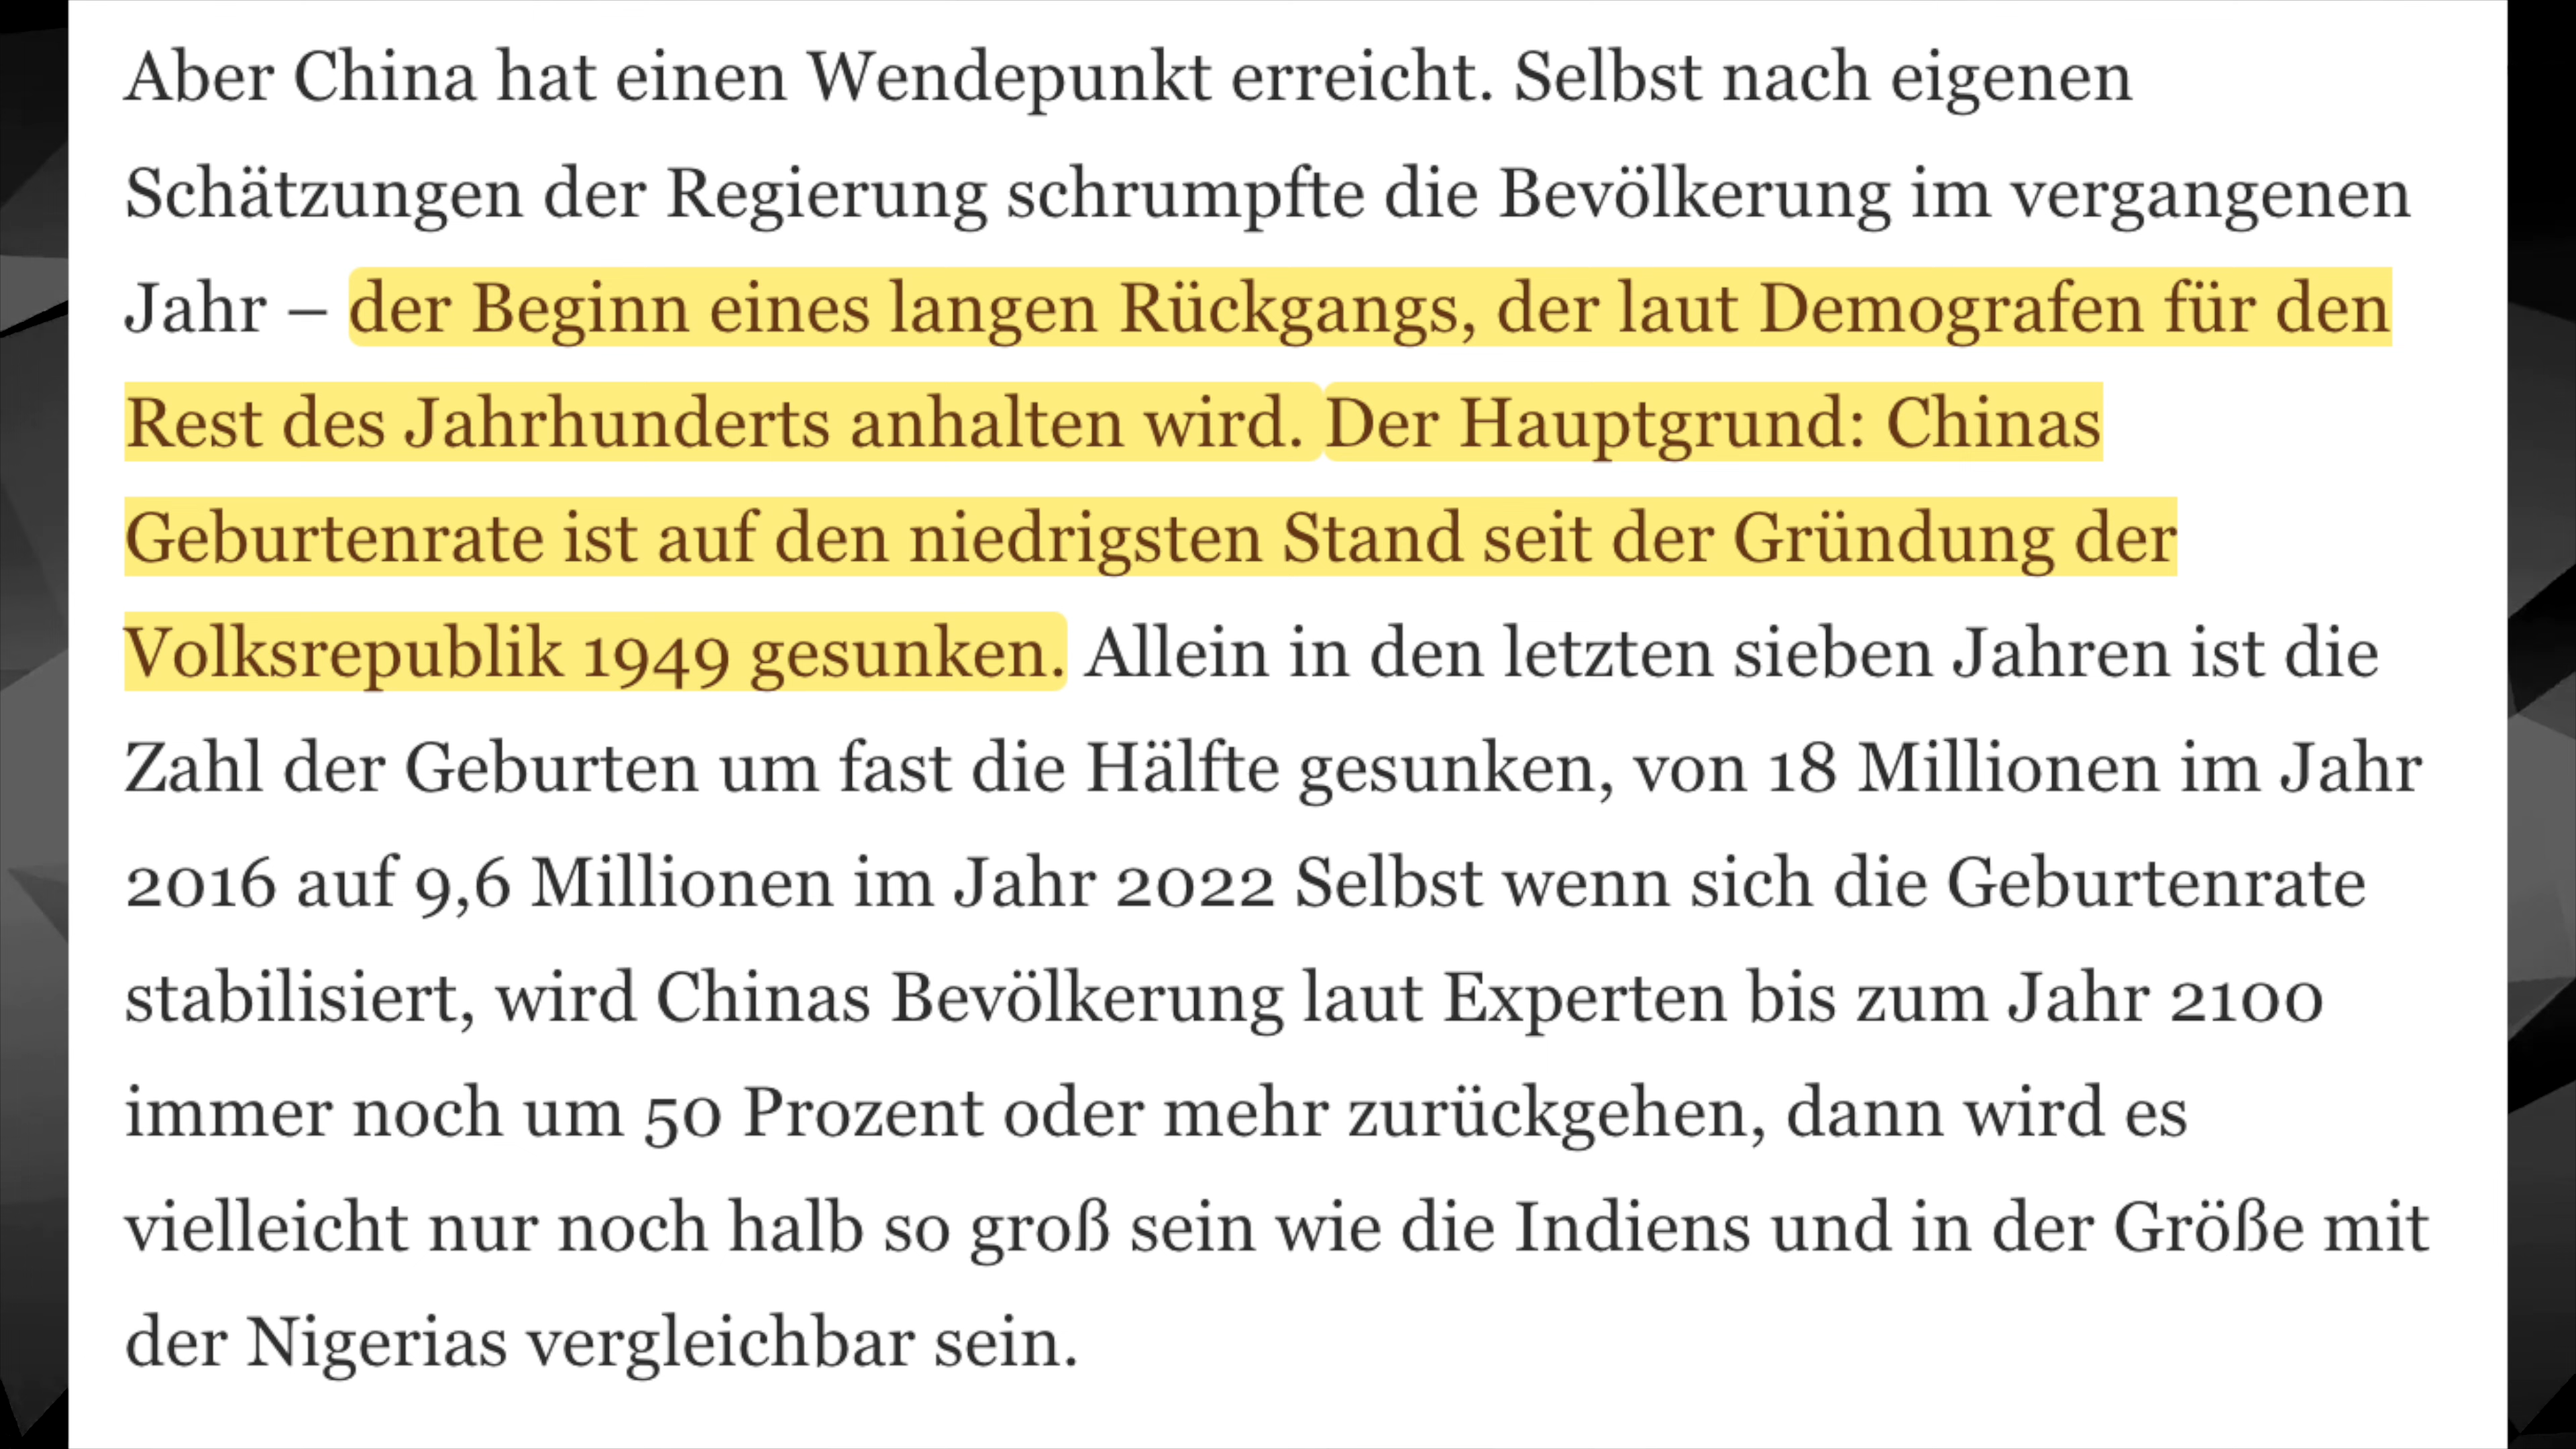 Aber China hat einen Wendepunkt erreicht. Selbst nach eigenen
Schätzungen der Regierung schrumpfte die Bevölkerung im vergangenen
Jahr – der Beginn eines langen Rückgangs, der laut Demografen für den
Rest des Jahrhunderts anhalten wird. Der Hauptgrund: Chinas
Geburtenrate ist auf den niedrigsten Stand seit der Gründung der
Volksrepublik 1949 gesunken. Allein in den letzten sieben Jahren ist die
Zahl der Geburten um fast die Hälfte gesunken, von 18 Millionen im Jahr
2016 auf 9,6 Millionen im Jahr 2022 Selbst wenn sich die Geburtenrate
stabilisiert, wird Chinas Bevölkerung laut Experten bis zum Jahr 2100
immer noch um 50 Prozent oder mehr zurückgehen, dann wird es
vielleicht nur noch halb so groß sein wie die Indiens und in der Größe mit
der Nigerias vergleichbar sein.